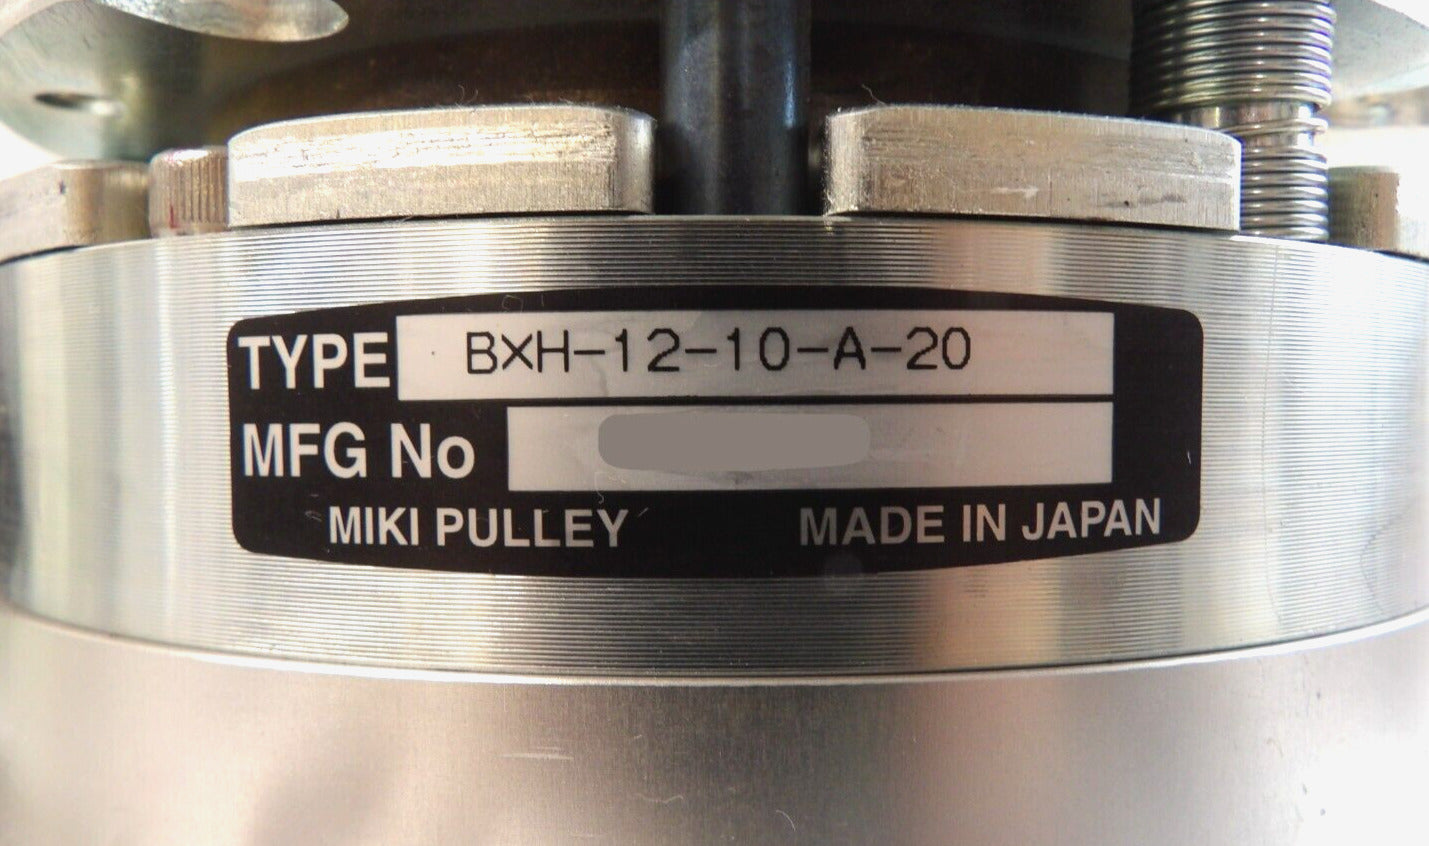 TYPE BXH-12-10-A-20
MFG No
MIKI PULLEY MADE IN JAPAN